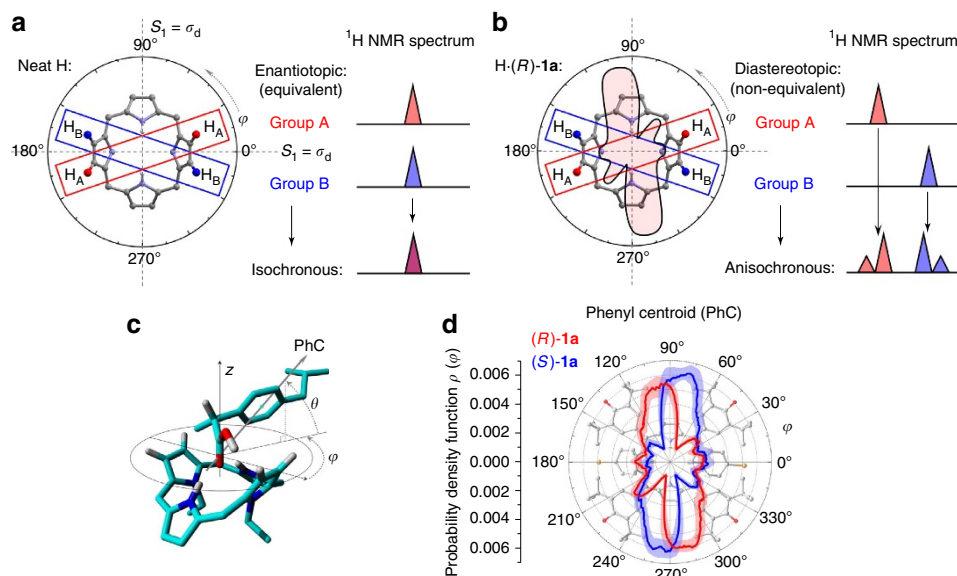 a
S₁ = σd
90°
Neat H:
Enantiotopic:
(equivalent)
¹H NMR spectrum
φ
HB
HA
Group A
180°
S₁ = σd
0°
HA
HB
Group B
270°
Isochronous:
b
90°
H·(R)-1a:
Diastereotopic:
(non-equivalent)
¹H NMR spectrum
φ
HB
HA
Group A
180°
0°
HA
HB
Group B
270°
Anisochronous:
c
PhC
z
θ
φ
d
Phenyl centroid (PhC)
(R)-1a
(S)-1a
Probability density function ρ (φ)
0.006
0.004
0.002
0.000
0.002
0.004
0.006
90°
120°
60°
150°
30°
φ
180°
0°
210°
330°
240°
300°
270°